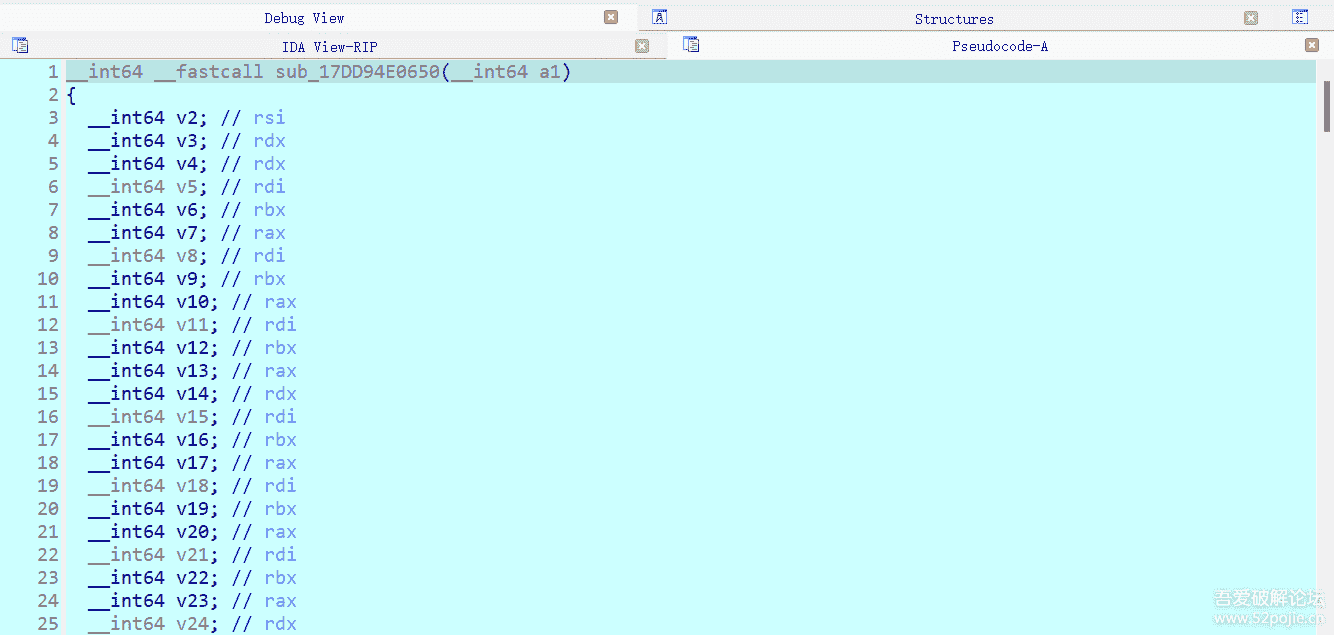 Debug View
Structures
IDA View-RIP
Pseudocode-A
1 __int64 __fastcall sub_17DD94E0650(__int64 a1)
2 {
3 __int64 v2; // rsi
4 __int64 v3; // rdx
5 __int64 v4; // rdx
6 __int64 v5; // rdi
7 __int64 v6; // rbx
8 __int64 v7; // rax
9 __int64 v8; // rdi
10 __int64 v9; // rbx
11 __int64 v10; // rax
12 __int64 v11; // rdi
13 __int64 v12; // rbx
14 __int64 v13; // rax
15 __int64 v14; // rdx
16 __int64 v15; // rdi
17 __int64 v16; // rbx
18 __int64 v17; // rax
19 __int64 v18; // rdi
20 __int64 v19; // rbx
21 __int64 v20; // rax
22 __int64 v21; // rdi
23 __int64 v22; // rbx
24 __int64 v23; // rax
25 __int64 v24; // rdx
吾爱破解论坛
www.52pojie.cn